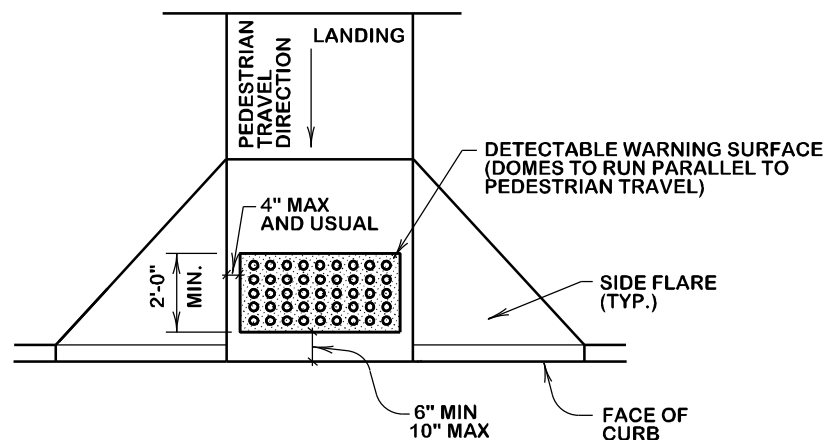 PEDESTRIAN
TRAVEL
DIRECTION
LANDING
DETECTABLE WARNING SURFACE
(DOMES TO RUN PARALLEL TO
PEDESTRIAN TRAVEL)
4" MAX
AND USUAL
2'-0"
MIN.
SIDE FLARE
(TYP.)
6" MIN
10" MAX
FACE OF
CURB